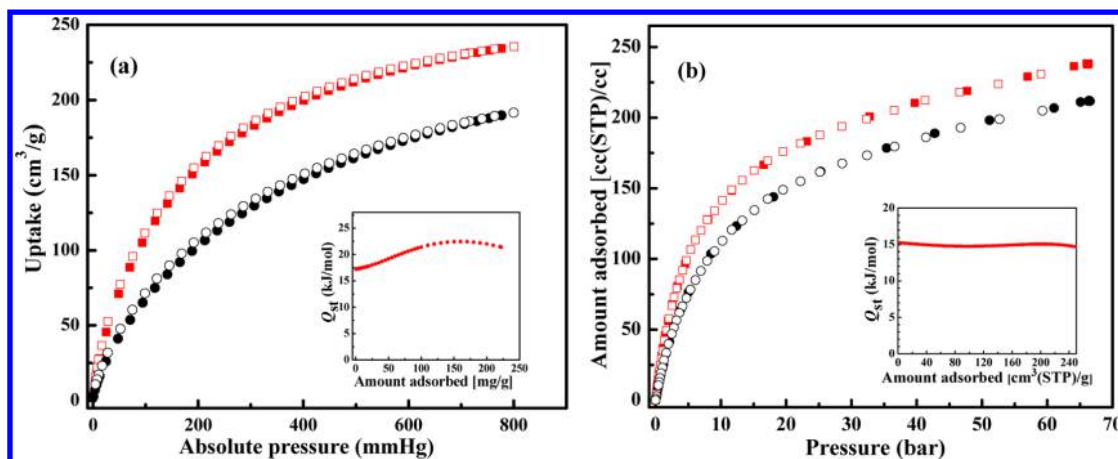 (a)
Uptake (cm³/g)
250
200
150
100
50
0
0 200 400 600 800
Absolute pressure (mmHg)
Qst (kJ/mol)
25
20
15
10
5
0
0 50 100 150 200 250
Amount adsorbed [mg/g]
(b)
Amount adsorbed [cc(STP)/cc]
250
200
150
100
50
0
0 10 20 30 40 50 60 70
Pressure (bar)
Qst (kJ/mol)
20
15
10
5
0
0 40 80 120 160 200 240
Amount adsorbed [cm³(STP)/g]